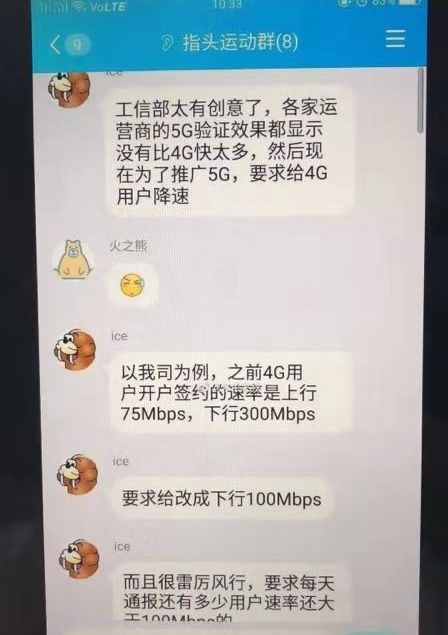 VoLTE 10:33 83%
9 指头运动群(8)
ice
工信部太有创意了，各家运
营商的5G验证效果都显示
没有比4G快太多，然后现
在为了推广5G，要求给4G
用户降速
火之熊
ice
以我司为例，之前4G用
户开户签约的速率是上行
75Mbps，下行300Mbps
ice
要求给改成下行100Mbps
ice
而且很雷厉风行，要求每天
通报还有多少用户速率还大
于100Mbps的